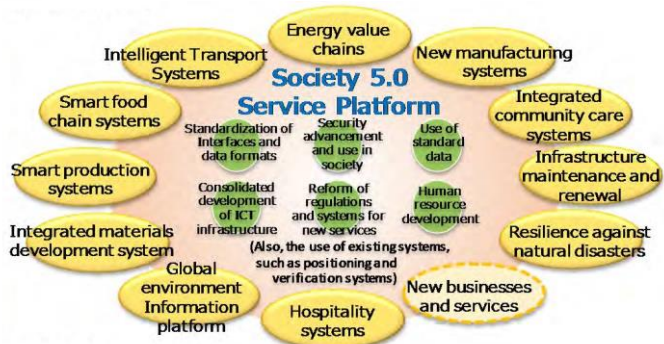 Energy value
chains
Intelligent Transport
Systems
New manufacturing
systems
Society 5.0
Service Platform
Smart food
chain systems
Integrated
community care
systems
Standardization of
Interfaces and
data formats
Security
advancement
and use in
society
Use of
standard
data
Smart production
systems
Infrastructure
maintenance and
renewal
Consolidated
development
of ICT
infrastructure
Reform of
regulations
and systems for
new services
Human
resource
development
Integrated materials
development system
(Also, the use of existing systems,
such as positioning and
verification systems)
Resilience against
natural disasters
Global
environment
Information
platform
Hospitality
systems
New businesses
and services